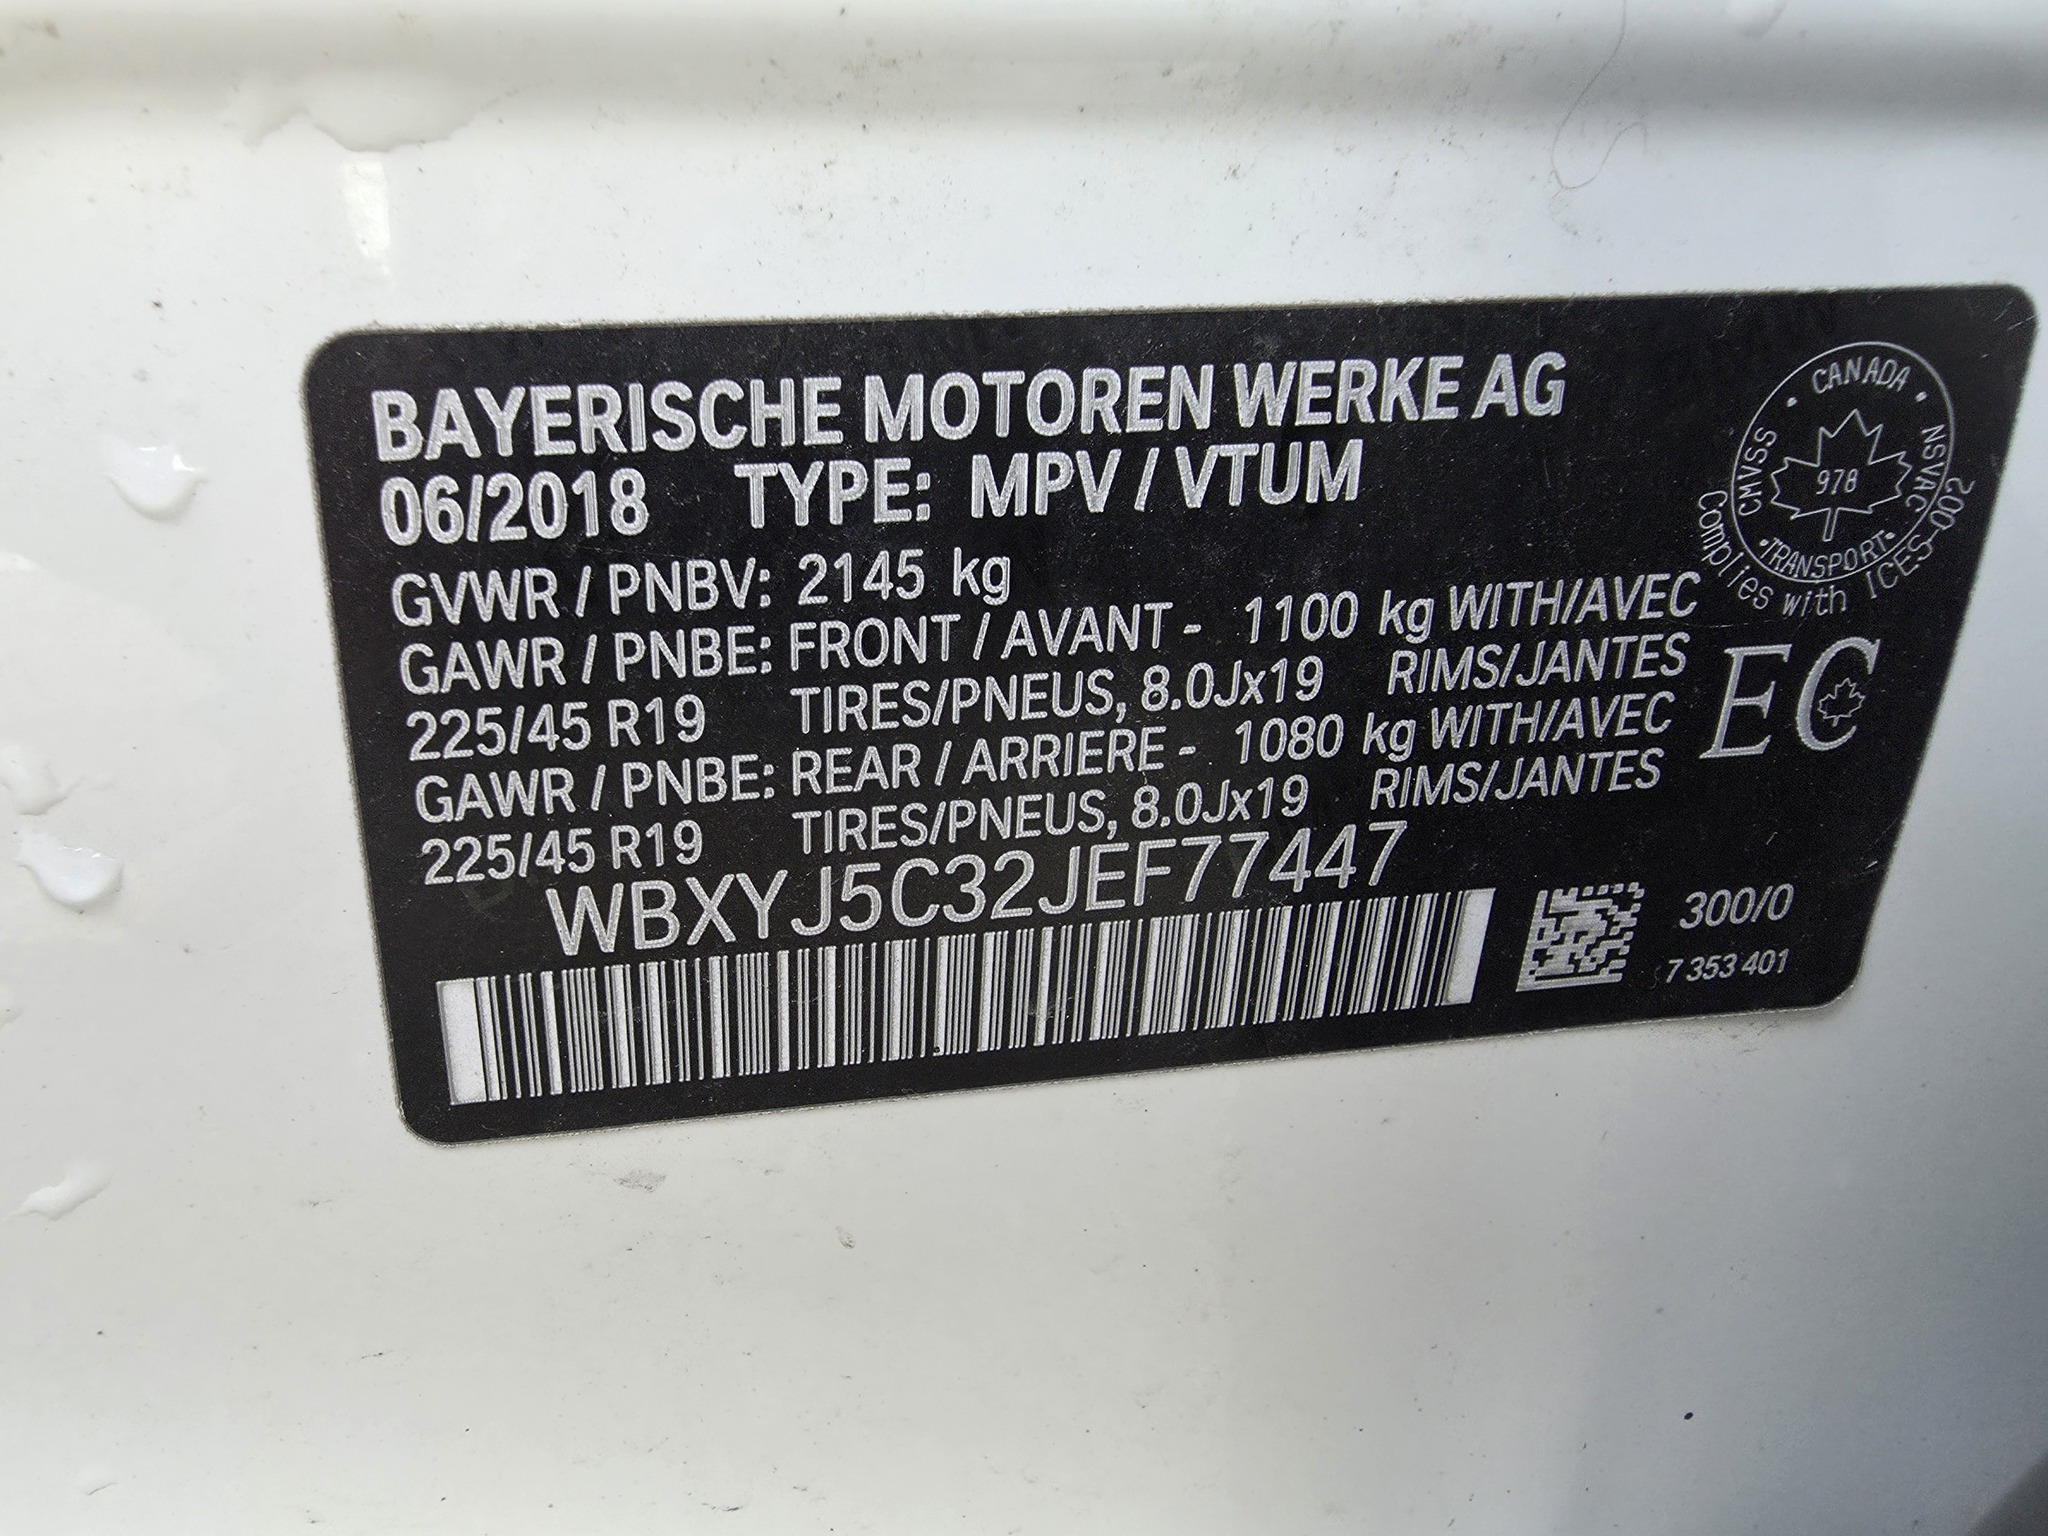 BAYERISCHE MOTOREN WERKE AG
06/2018 TYPE: MPV / VTUM
GVWR / PNBV: 2145 kg
GAWR / PNBE: FRONT / AVANT - 1100 kg WITH/AVEC
225/45 R19 TIRES/PNEUS, 8.0Jx19 RIMS/JANTES
GAWR / PNBE: REAR / ARRIERE - 1080 kg WITH/AVEC
225/45 R19 TIRES/PNEUS, 8.0Jx19 RIMS/JANTES
WBXYJ5C32JEF77447
CANADA
CMVSS
NSVAC
978
TRANSPORT
Complies with ICES-002
EC
300/0
7 353 401